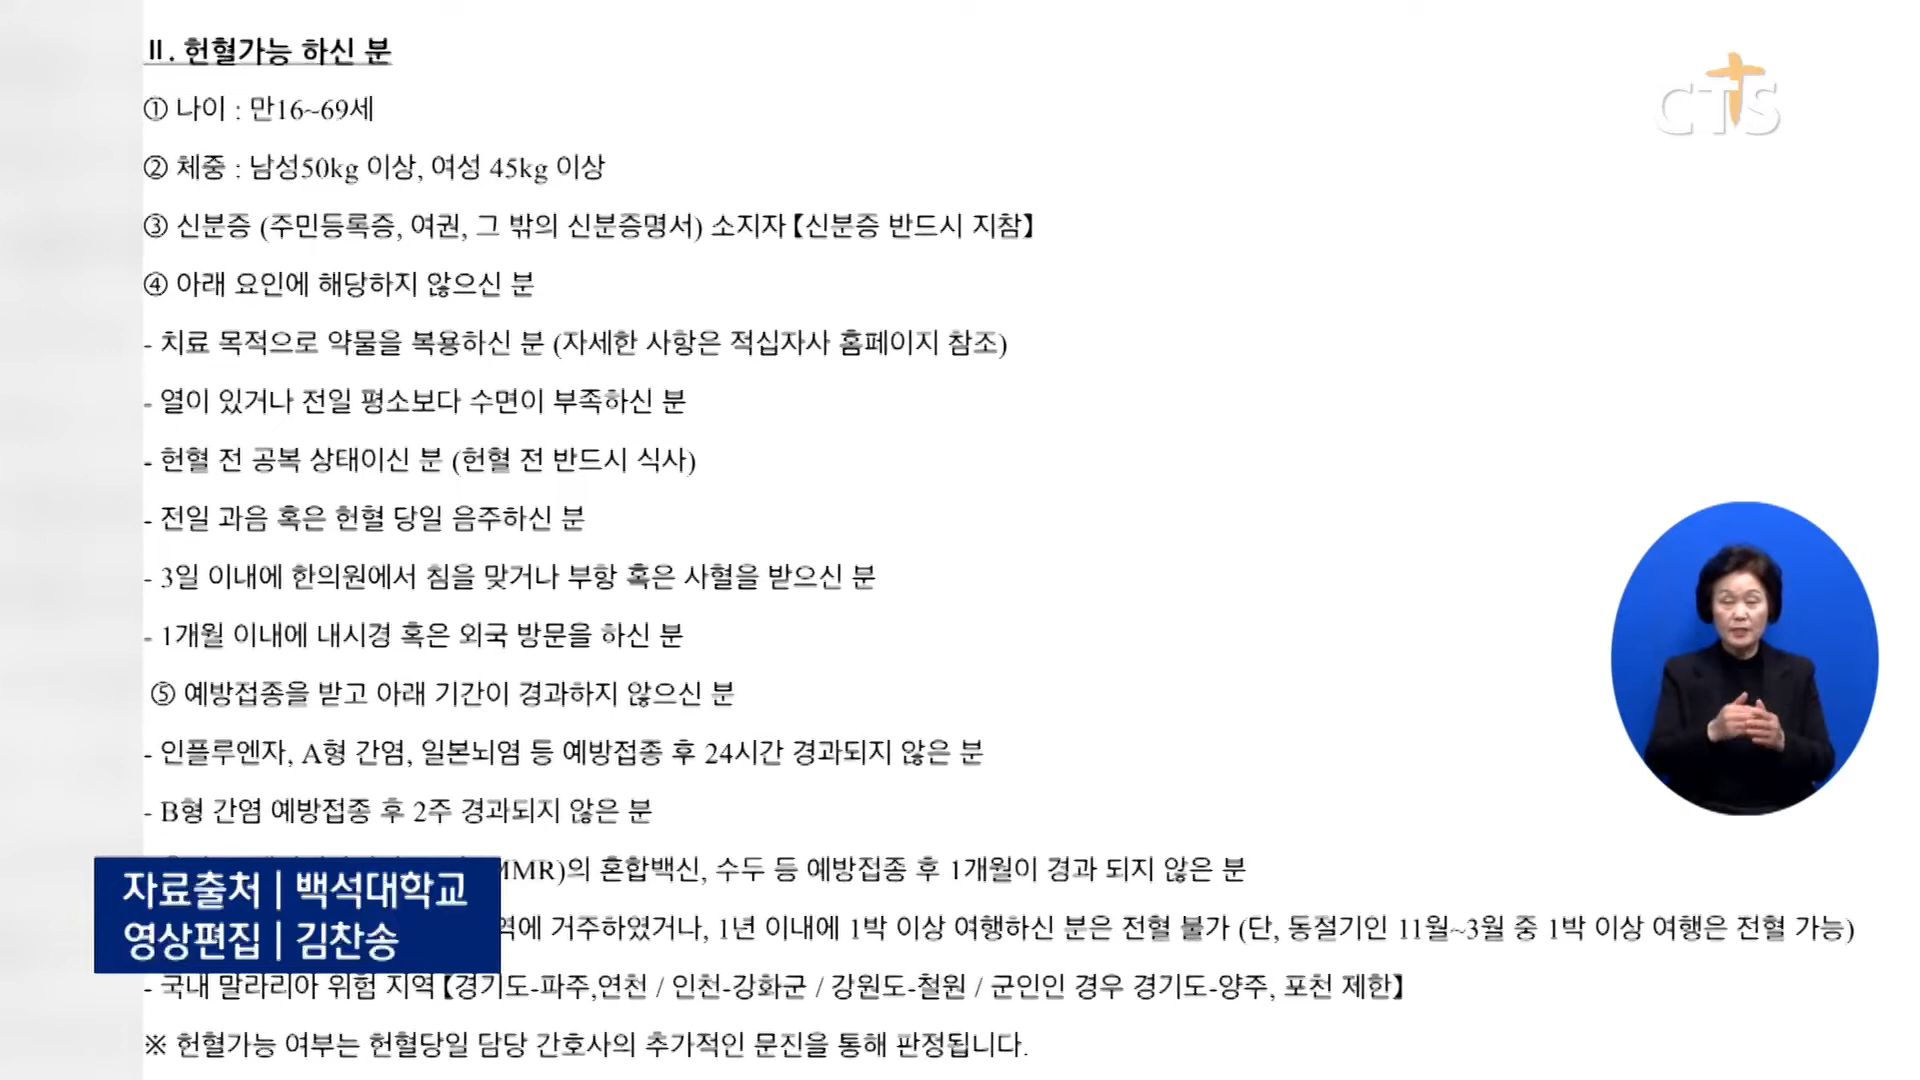 Ⅱ. 헌혈가능 하신 분
CTS
① 나이 : 만16~69세
② 체중 : 남성50kg 이상, 여성 45kg 이상
③ 신분증 (주민등록증, 여권, 그 밖의 신분증명서) 소지자【신분증 반드시 지참】
④ 아래 요인에 해당하지 않으신 분
- 치료 목적으로 약물을 복용하신 분 (자세한 사항은 적십자사 홈페이지 참조)
- 열이 있거나 전일 평소보다 수면이 부족하신 분
- 헌혈 전 공복 상태이신 분 (헌혈 전 반드시 식사)
- 전일 과음 혹은 헌혈 당일 음주하신 분
- 3일 이내에 한의원에서 침을 맞거나 부항 혹은 사혈을 받으신 분
- 1개월 이내에 내시경 혹은 외국 방문을 하신 분
⑤ 예방접종을 받고 아래 기간이 경과하지 않으신 분
- 인플루엔자, A형 간염, 일본뇌염 등 예방접종 후 24시간 경과되지 않은 분
- B형 간염 예방접종 후 2주 경과되지 않은 분
MMR)의 혼합백신, 수두 등 예방접종 후 1개월이 경과 되지 않은 분
역에 거주하였거나, 1년 이내에 1박 이상 여행하신 분은 전혈 불가 (단, 동절기인 11월~3월 중 1박 이상 여행은 전혈 가능)
- 국내 말라리아 위험 지역【경기도-파주,연천 / 인천-강화군 / 강원도-철원 / 군인인 경우 경기도-양주, 포천 제한】
※ 헌혈가능 여부는 헌혈당일 담당 간호사의 추가적인 문진을 통해 판정됩니다.
자료출처 | 백석대학교
영상편집 | 김찬송